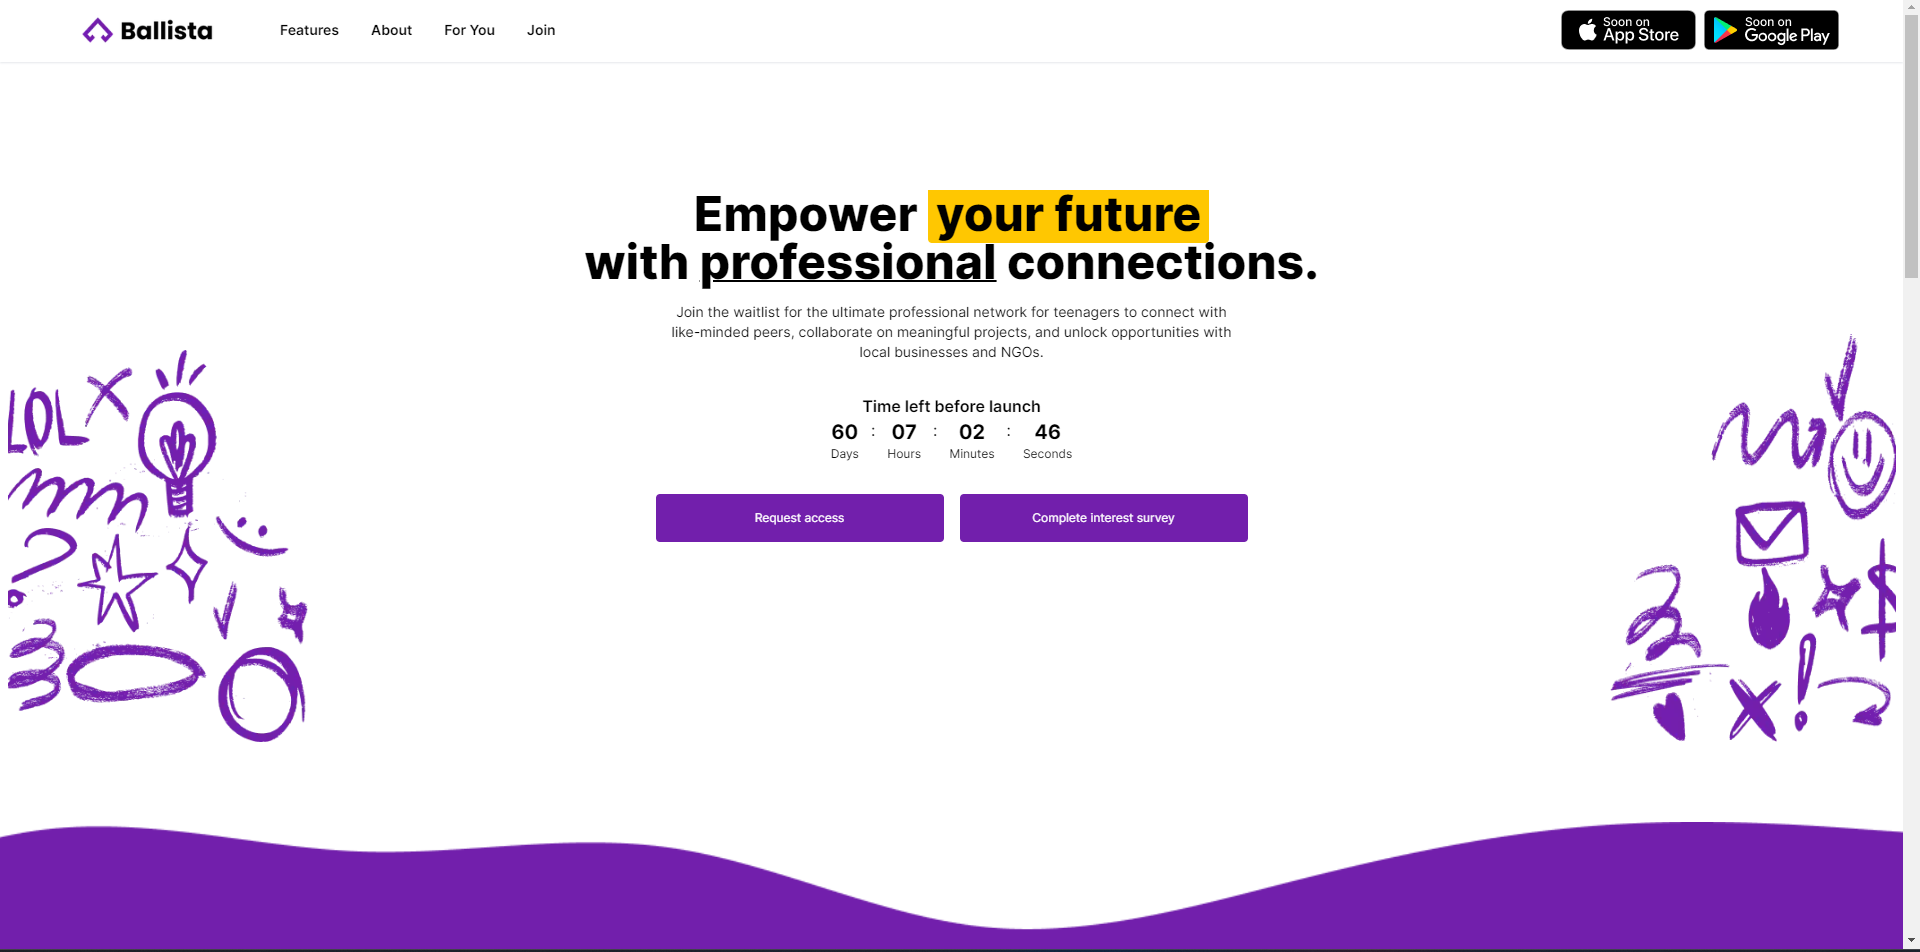 Ballista
Features
About
For You
Join
Soon on
App Store
Soon on
Google Play
Empower your future
with professional connections.
Join the waitlist for the ultimate professional network for teenagers to connect with
like-minded peers, collaborate on meaningful projects, and unlock opportunities with
local businesses and NGOs.
Time left before launch
60 : 07 : 02 : 46
Days Hours Minutes Seconds
Request access
Complete interest survey
LOL